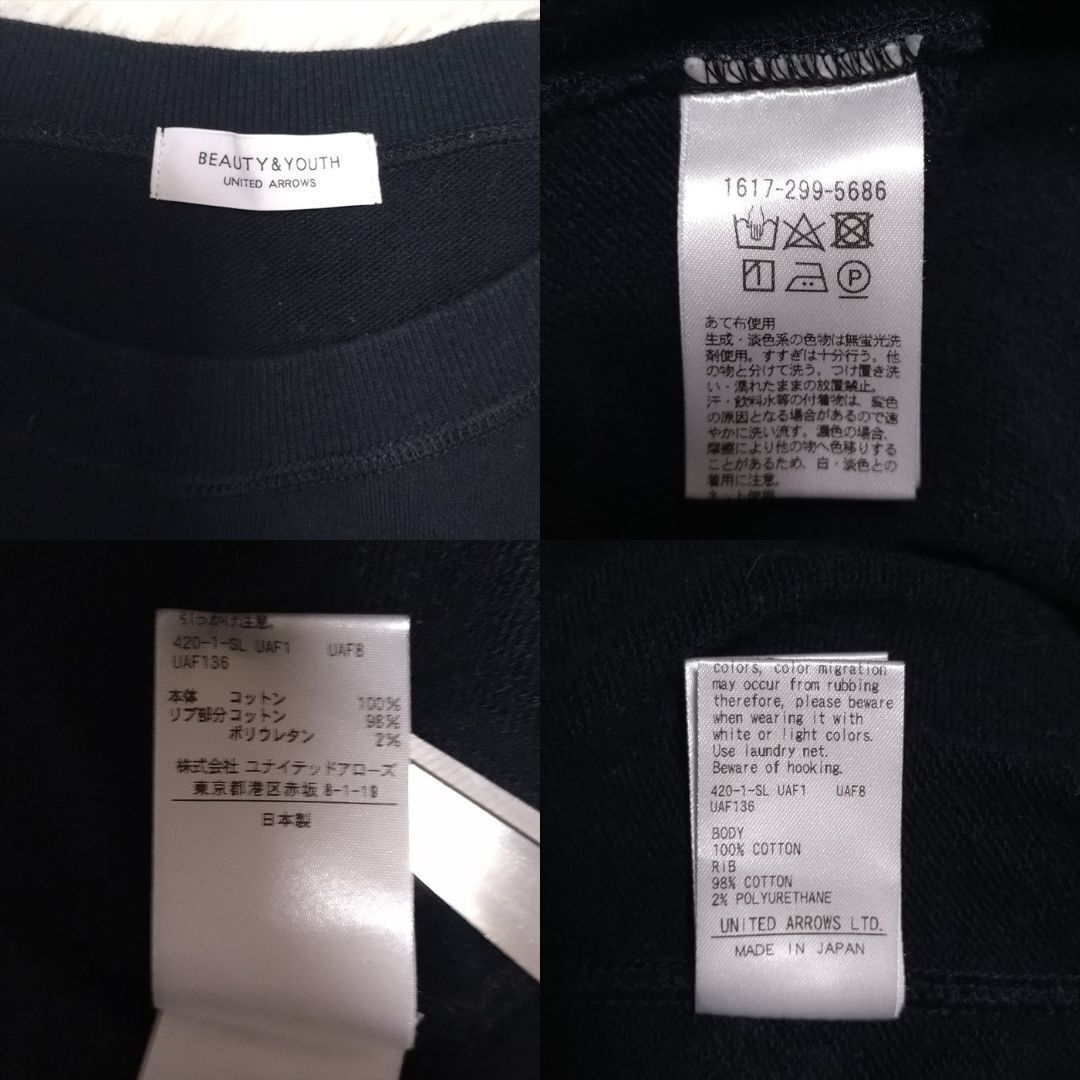 BEAUTY&YOUTH
UNITED ARROWS
1617-299-5686
P
あて布使用
生成・淡色系の色物は無蛍光洗
剤使用。すすぎは十分行う。他
の物と分けて洗う。つけ置き洗
い・濡れたままの放置禁止。
汗・飲料水等の付着物は、変色
の原因となる場合があるので速
やかに洗い流す。濃色の場合、
摩擦により他の物へ色移りする
ことがあるため、白・淡色との
着用に注意。
ネット使用
引っかけ注意。
420-1-SL UAF1 UAF8
UAF136
本体 コットン 100%
リブ部分コットン 98%
ポリウレタン 2%
株式会社 ユナイテッドアローズ
東京都港区赤坂 8-1-19
日本製
colors, color migration
may occur from rubbing
therefore, please beware
when wearing it with
white or light colors.
Use laundry net.
Beware of hooking.
420-1-SL UAF1 UAF8
UAF136
BODY
100% COTTON
RIB
98% COTTON
2% POLYURETHANE
UNITED ARROWS LTD.
MADE IN JAPAN